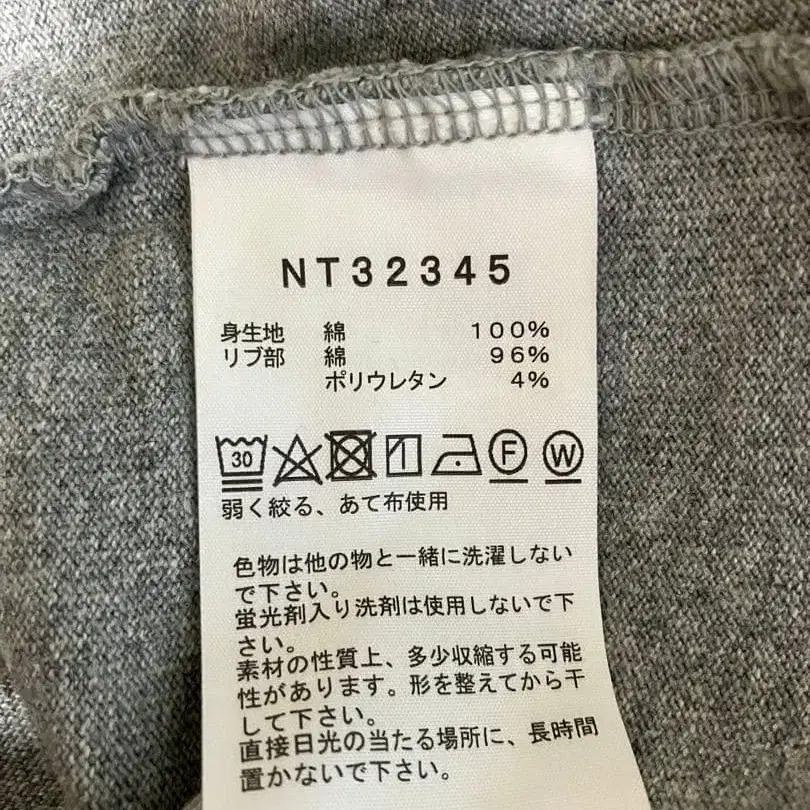 NT32345
身生地 綿 100%
リブ部 綿 96%
ポリウレタン 4%
30 F W
弱く絞る、あて布使用
色物は他の物と一緒に洗濯しない
で下さい。
蛍光剤入り洗剤は使用しないで下
さい。
素材の性質上、多少収縮する可能
性があります。形を整えてから干
して下さい。
直接日光の当たる場所に、長時間
置かないで下さい。